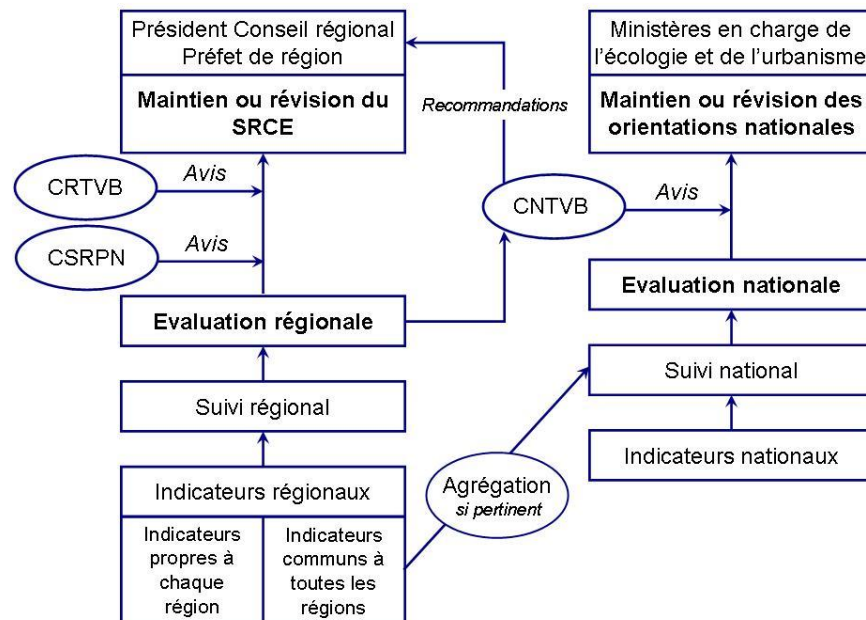 Président Conseil régional
Préfet de région
Maintien ou révision du
SRCE
Recommandations
Ministères en charge de
l'écologie et de l'urbanisme
Maintien ou révision des
orientations nationales
CRTVB
Avis
CSRPN
Avis
CNTVB
Avis
Evaluation régionale
Evaluation nationale
Suivi régional
Suivi national
Indicateurs régionaux
Indicateurs
propres à
chaque
région
Indicateurs
communs à
toutes les
régions
Agrégation
si pertinent
Indicateurs nationaux